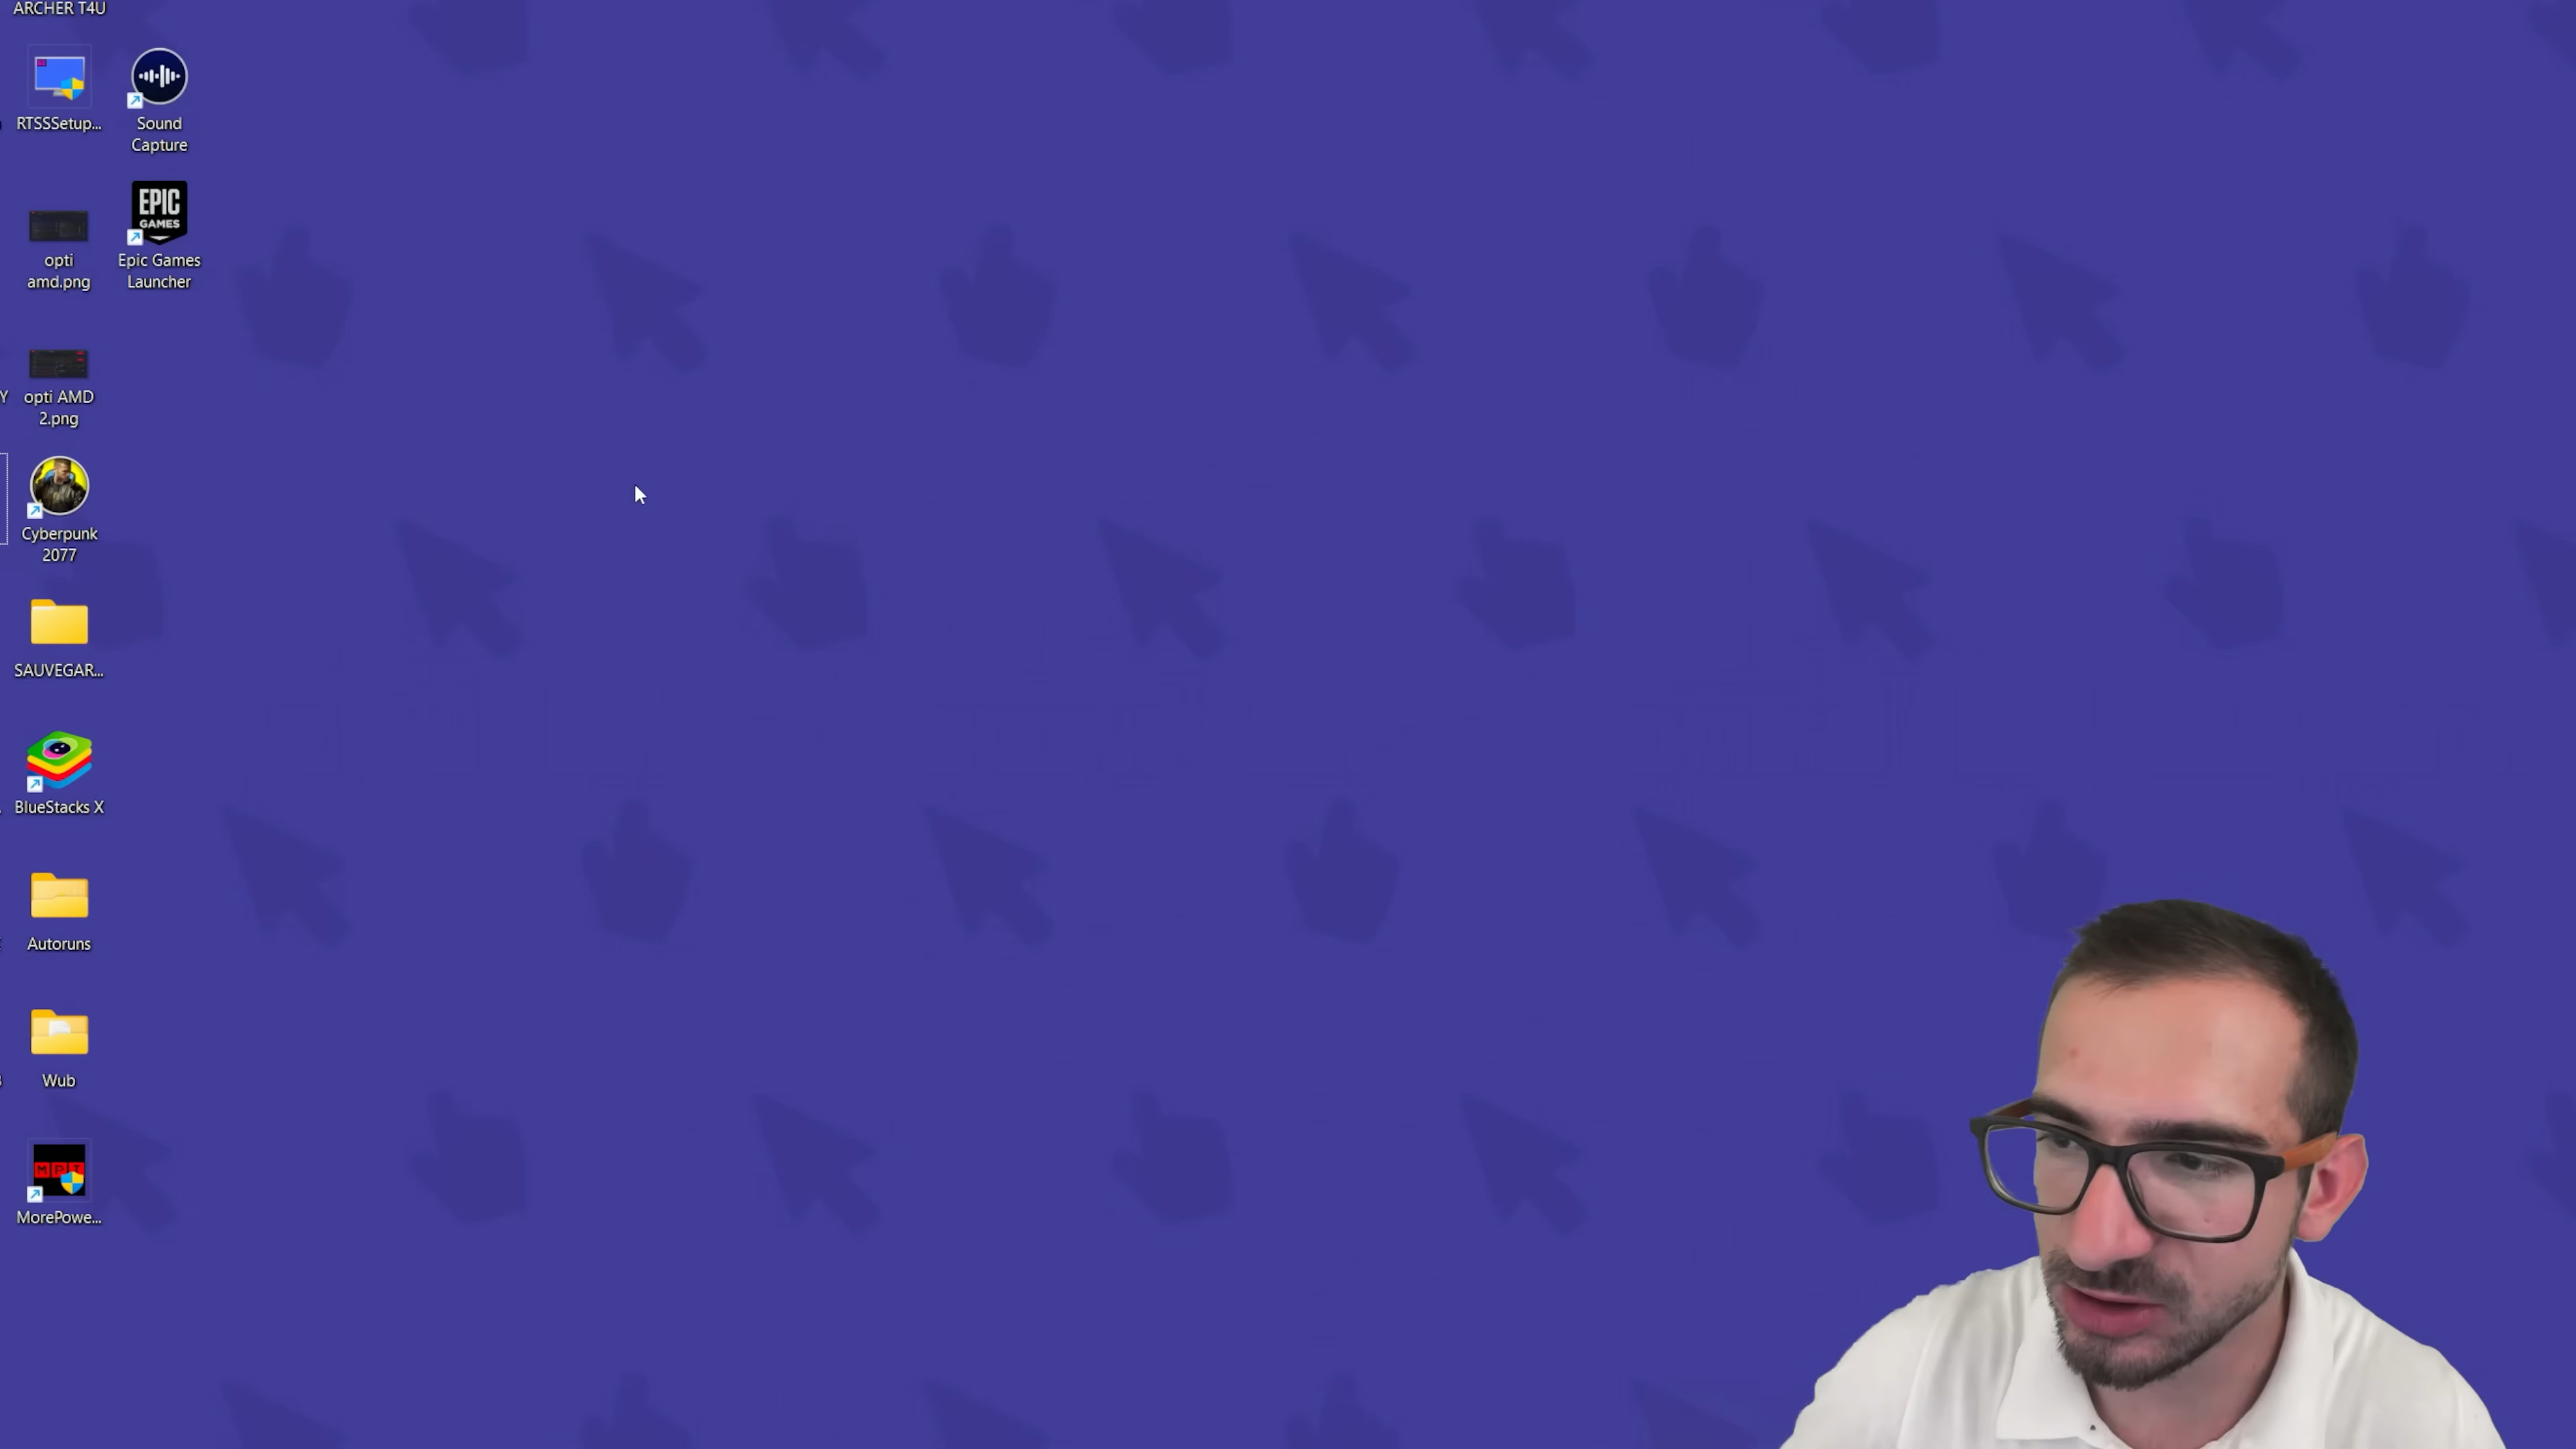 ARCHER T4U
RTSSSetup...
Sound
Capture
EPIC
GAMES
opti
amd.png
Epic Games
Launcher
Y
opti AMD
2.png
Cyberpunk
2077
SAUVEGAR...
BlueStacks X
Autoruns
Wub
MPT
MorePowe...